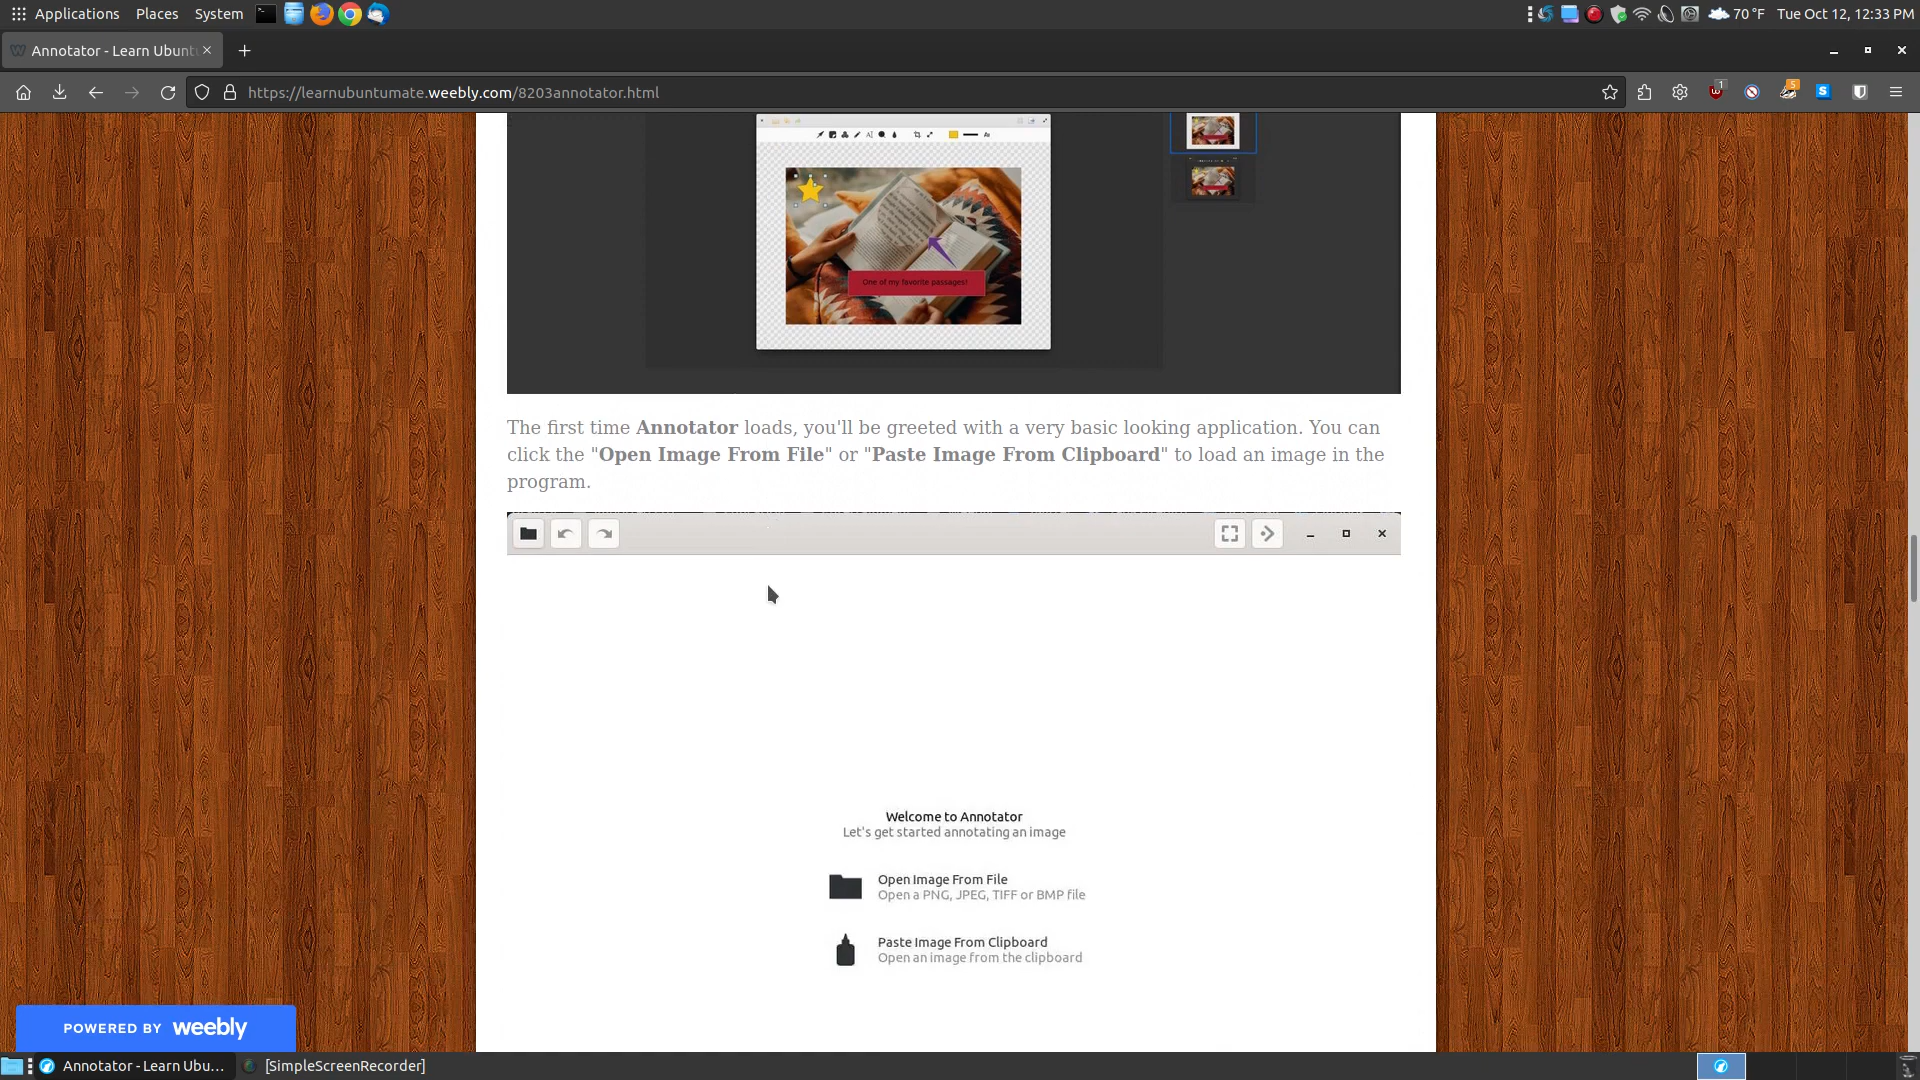 Applications Places System
70 °F Tue Oct 12, 12:33 PM
Annotator - Learn Ubunt
https://learnubuntumate.weebly.com/8203annotator.html
1
5
One of my favorite passages!
The first time Annotator loads, you'll be greeted with a very basic looking application. You can
click the "Open Image From File" or "Paste Image From Clipboard" to load an image in the
program.
Welcome to Annotator
Let's get started annotating an image
Open Image From File
Open a PNG, JPEG, TIFF or BMP file
Paste Image From Clipboard
Open an image from the clipboard
POWERED BY weebly
Annotator - Learn Ubu... [SimpleScreenRecorder]